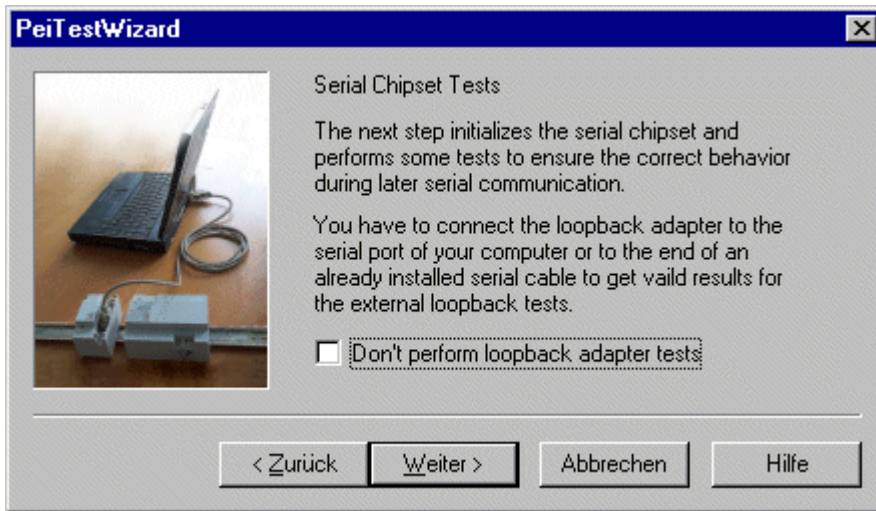 PeiTestWizard
Serial Chipset Tests
The next step initializes the serial chipset and
performs some tests to ensure the correct behavior
during later serial communication.
You have to connect the loopback adapter to the
serial port of your computer or to the end of an
already installed serial cable to get vaild results for
the external loopback tests.
Don't perform loopback adapter tests
< Zurück
Weiter >
Abbrechen
Hilfe